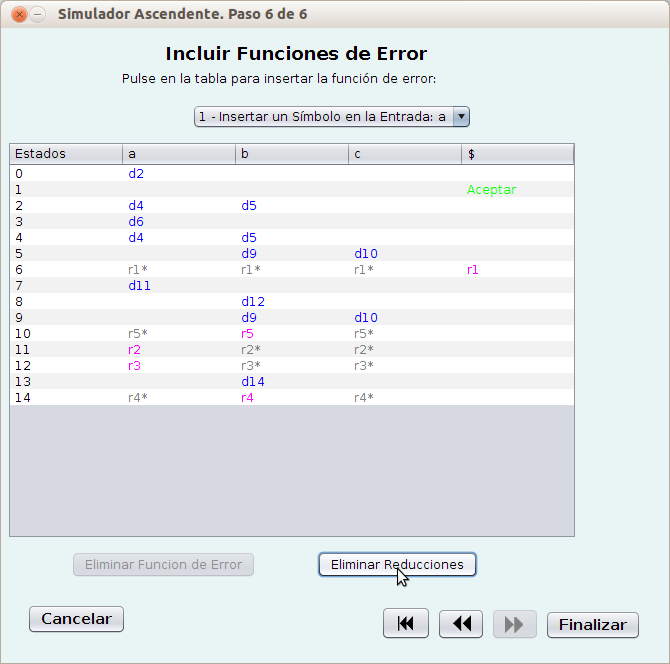 Simulador Ascendente. Paso 6 de 6
Incluir Funciones de Error
Pulse en la tabla para insertar la función de error:
1 - Insertar un Símbolo en la Entrada: a
Estados a b c $
0 d2
1 Aceptar
2 d4 d5
3 d6
4 d4 d5
5 d9 d10
6 r1* r1* r1* r1
7 d11
8 d12
9 d9 d10
10 r5* r5 r5*
11 r2 r2* r2*
12 r3 r3* r3*
13 d14
14 r4* r4 r4*
Eliminar Funcion de Error Eliminar Reducciones
Cancelar Finalizar